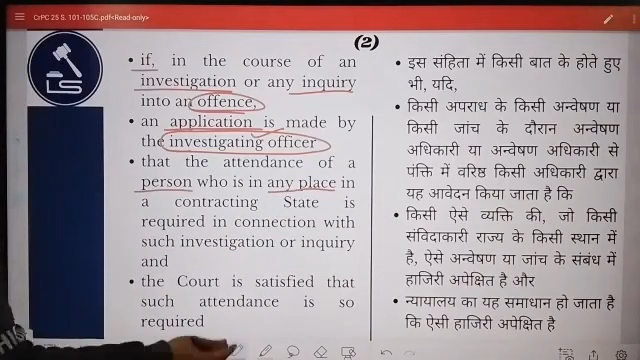 CrPC 25 S. 101-105C.pdf<Read-only>
(2)
LS
• if, in the course of an
investigation or any inquiry
into an offence,
• an application is made by
the investigating officer
• that the attendance of a
person who is in any place in
a contracting State is
required in connection with
such investigation or inquiry
and
• the Court is satisfied that
such attendance is so
required
• इस संहिता में किसी बात के होते हुए
भी, यदि,
• किसी अपराध के किसी अन्वेषण या
किसी जांच के दौरान अन्वेषण
अधिकारी या अन्वेषण अधिकारी से
पंक्ति में वरिष्ठ किसी अधिकारी द्वारा
यह आवेदन किया जाता है कि
• किसी ऐसे व्यक्ति की, जो किसी
संविदाकारी राज्य के किसी स्थान में
है, ऐसे अन्वेषण या जांच के संबंध में
हाजिरी अपेक्षित है और
• न्यायालय का यह समाधान हो जाता है
कि ऐसी हाजिरी अपेक्षित है